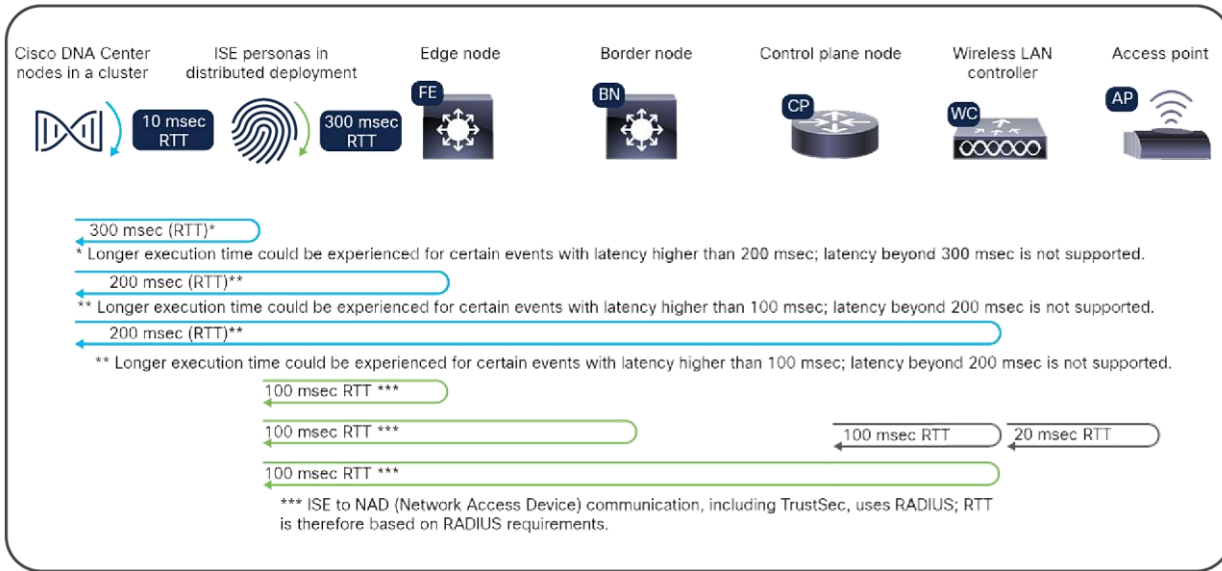 Cisco DNA Center
nodes in a cluster
ISE personas in
distributed deployment
Edge node
Border node
Control plane node
Wireless LAN
controller
Access point
10 msec
RTT
300 msec
RTT
FE
BN
CP
WC
AP
300 msec (RTT)*
* Longer execution time could be experienced for certain events with latency higher than 200 msec; latency beyond 300 msec is not supported.
200 msec (RTT)**
** Longer execution time could be experienced for certain events with latency higher than 100 msec; latency beyond 200 msec is not supported.
200 msec (RTT)**
** Longer execution time could be experienced for certain events with latency higher than 100 msec; latency beyond 200 msec is not supported.
100 msec RTT ***
100 msec RTT ***
100 msec RTT
20 msec RTT
100 msec RTT ***
*** ISE to NAD (Network Access Device) communication, including TrustSec, uses RADIUS; RTT
is therefore based on RADIUS requirements.